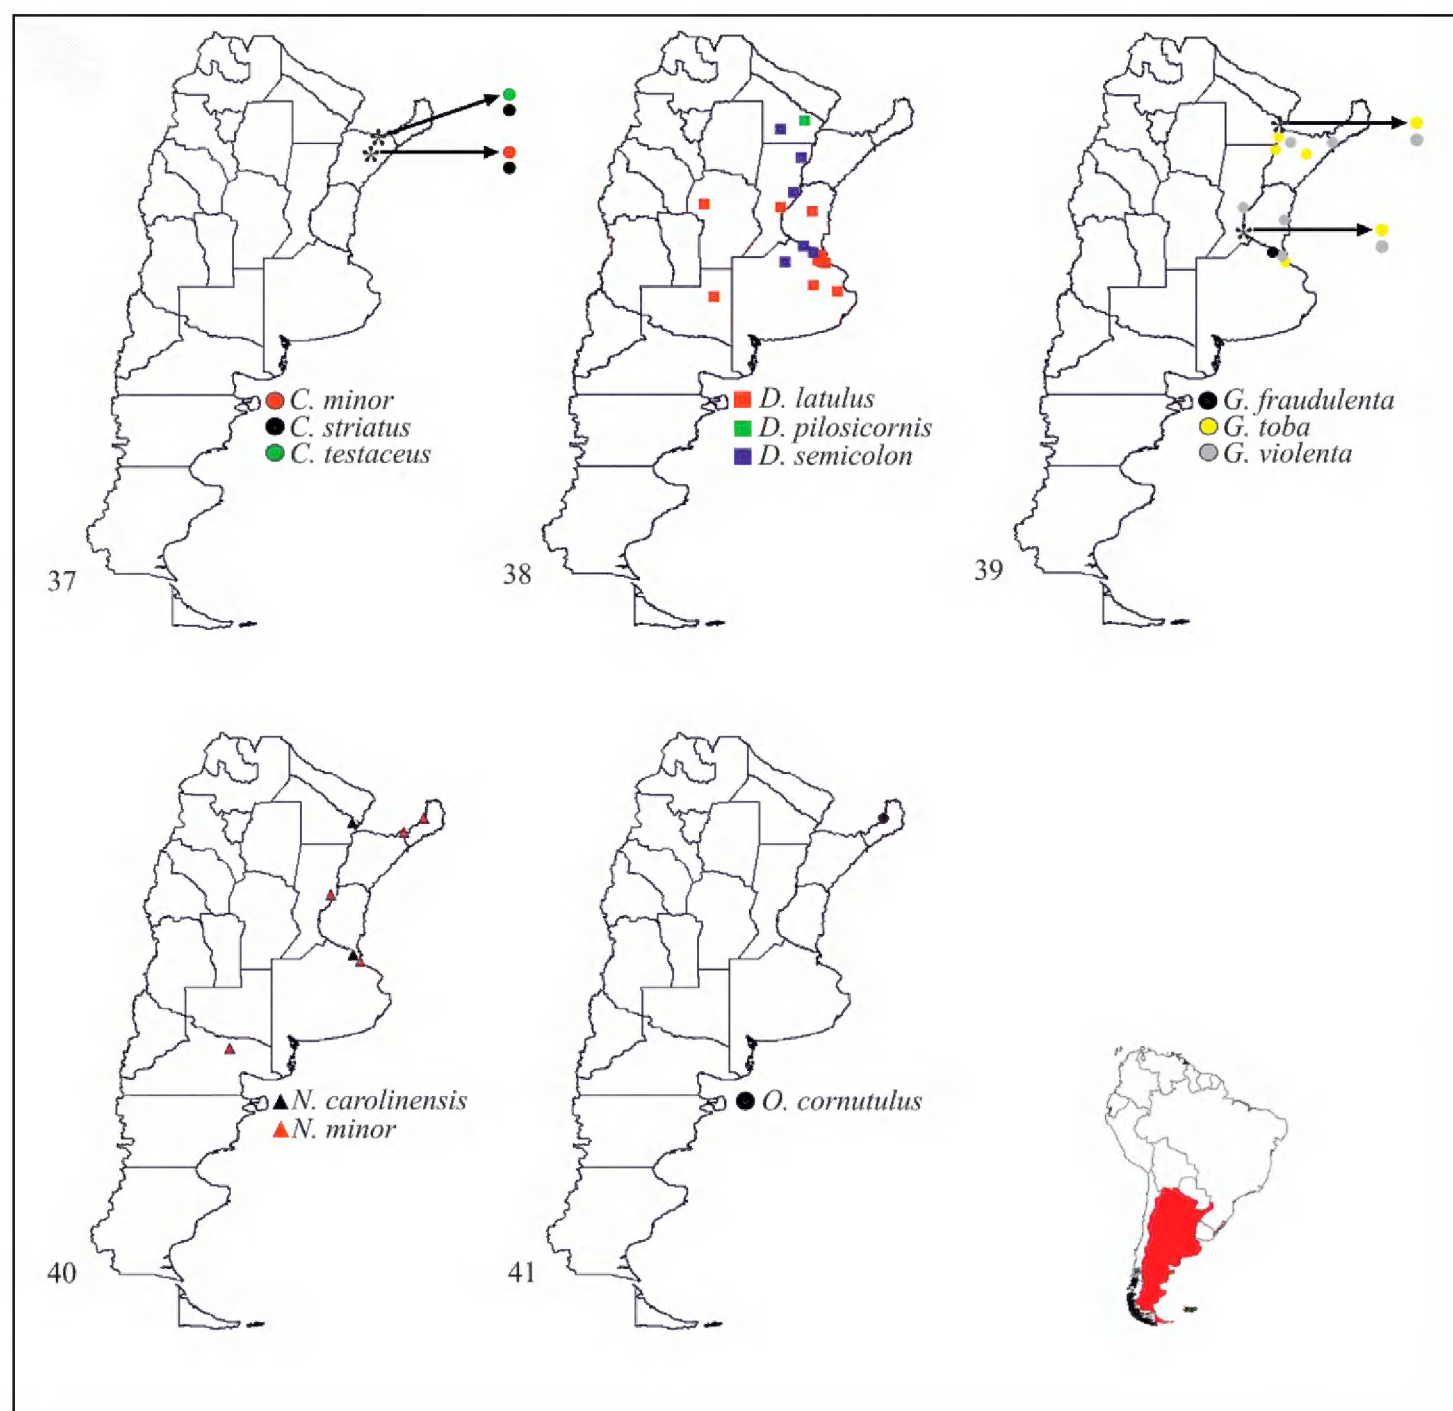 C. minor
C. striatus
C. testaceus
37
D. latulus
D. pilosicornis
D. semicolon
38
G. fraudulenta
G. toba
G. violenta
39
N. carolinensis
N. minor
40
O. cornutulus
41